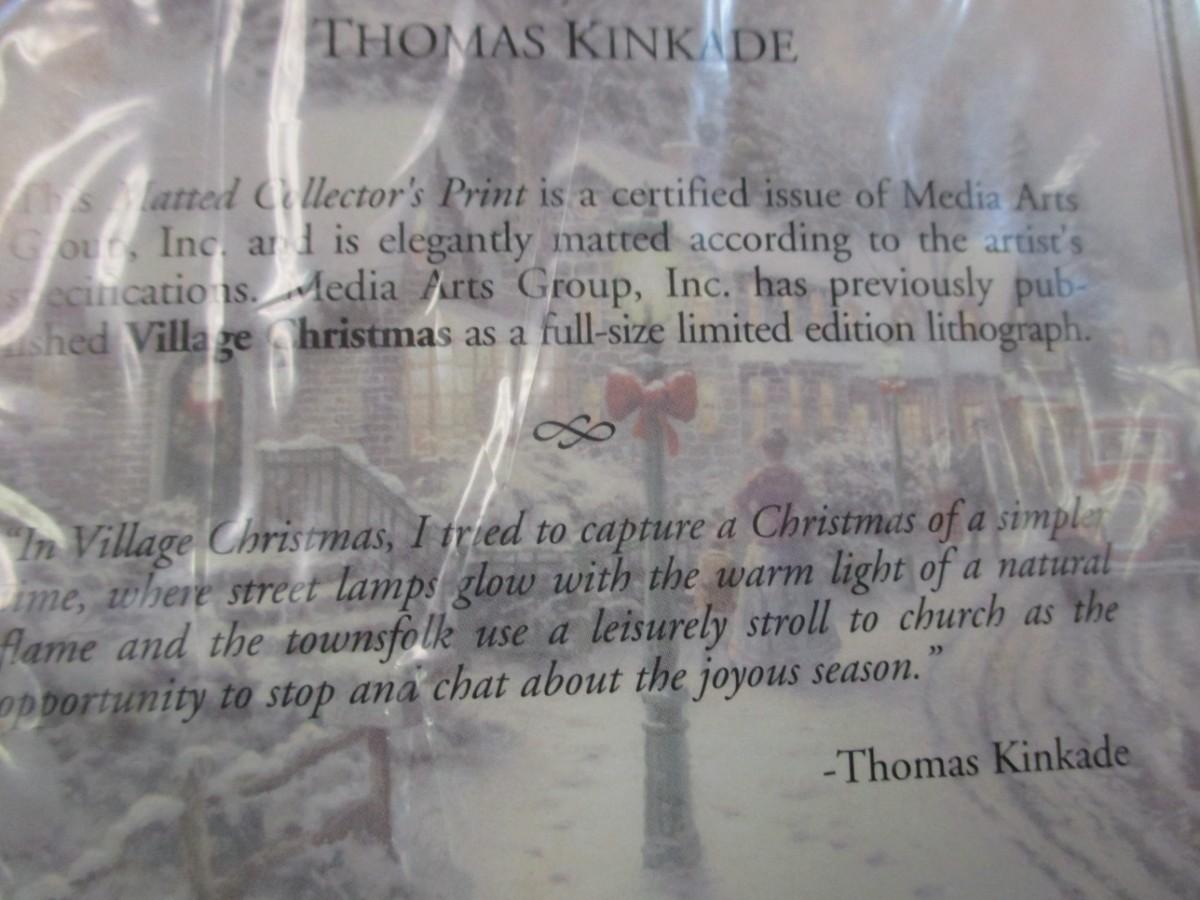 THOMAS KINKADE
This Matted Collector's Print is a certified issue of Media Arts
Group, Inc. and is elegantly matted according to the artist's
specifications. Media Arts Group, Inc. has previously pub-
lished Village Christmas as a full-size limited edition lithograph.
“In Village Christmas, I tried to capture a Christmas of a simpler
time, where street lamps glow with the warm light of a natural
flame and the townsfolk use a leisurely stroll to church as the
opportunity to stop and chat about the joyous season.”
-Thomas Kinkade